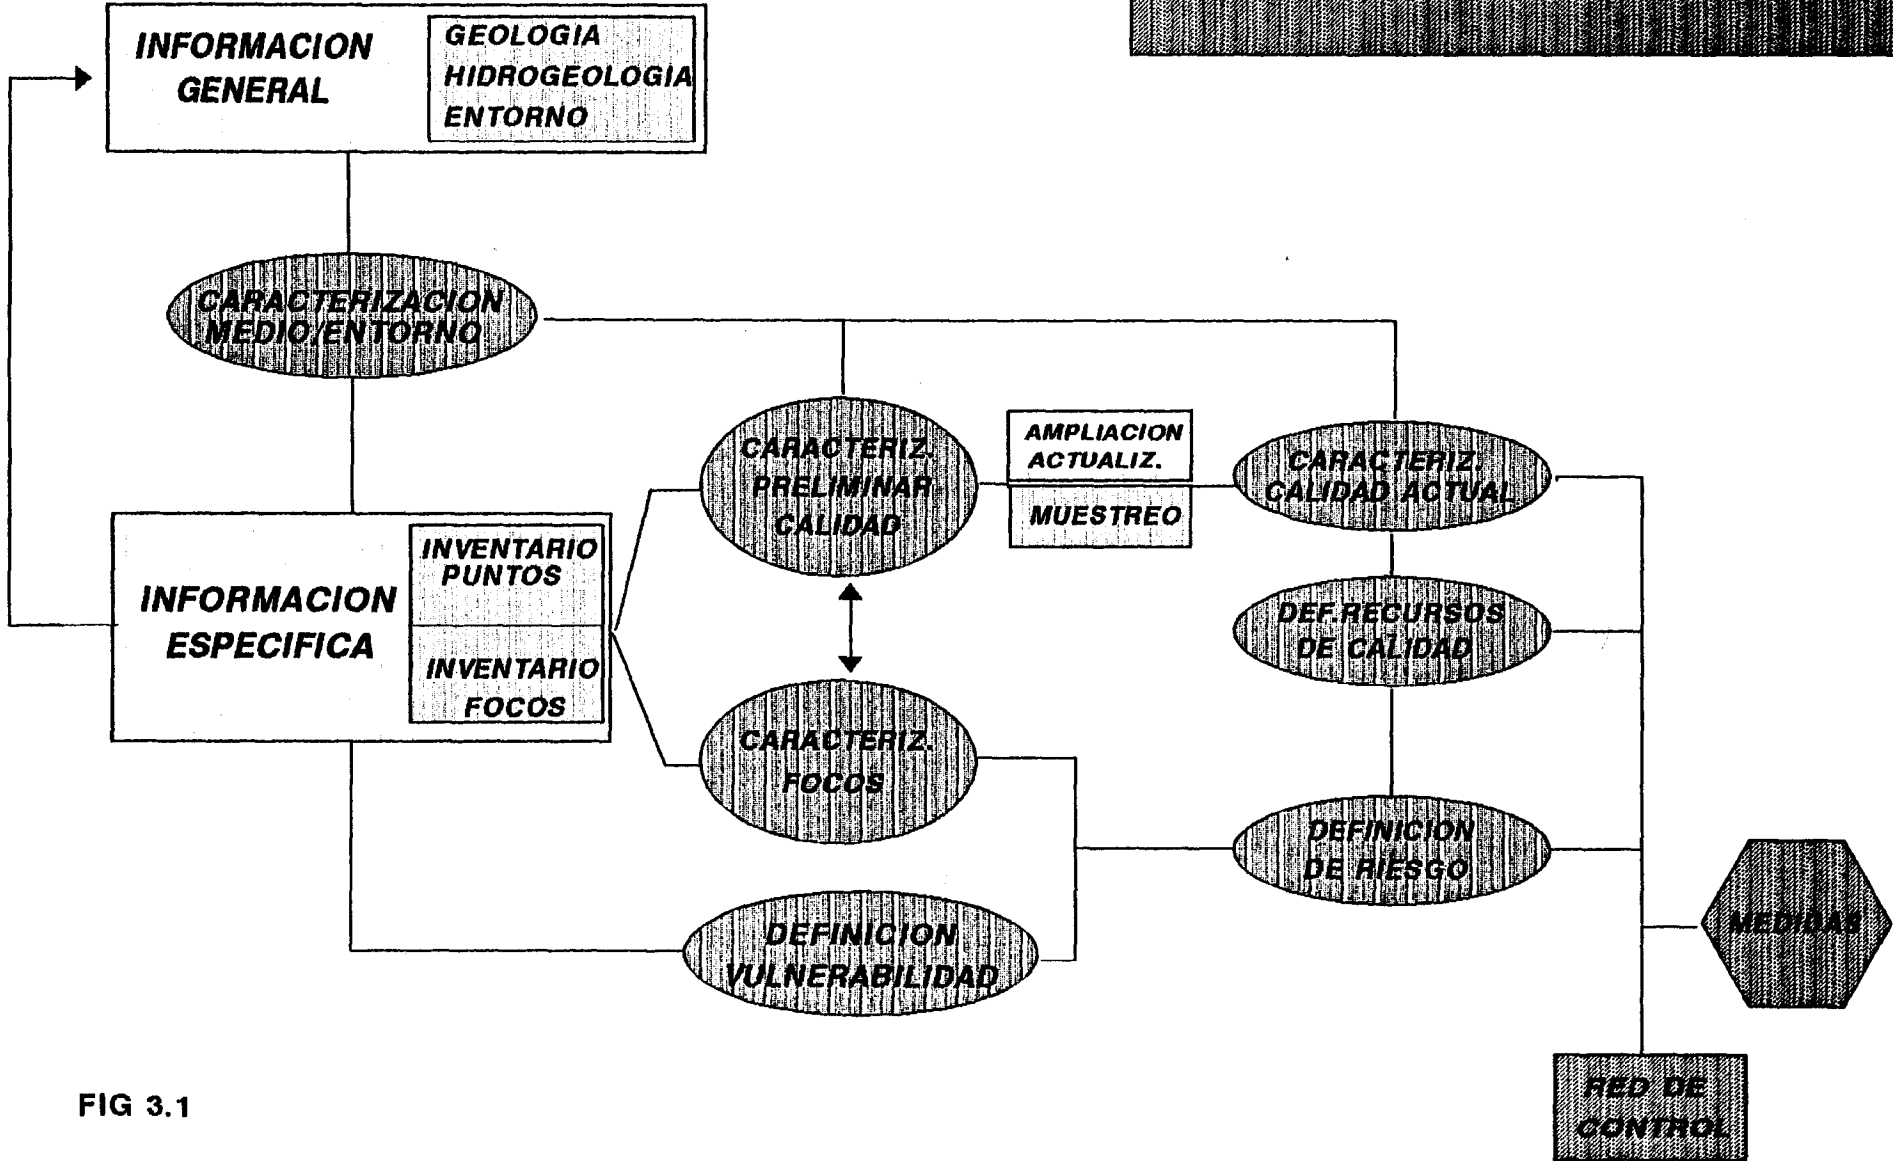 INFORMACION
GENERAL
GEOLOGIA
HIDROGEOLOGIA
ENTORNO
CARACTERIZACION
MEDIO/ENTORNO
CARACTERIZ.
PRELIMINAR
CALIDAD
AMPLIACION
ACTUALIZ.
MUESTREO
CARACTERIZ.
CALIDAD ACTUAL
INFORMACION
ESPECIFICA
INVENTARIO
PUNTOS
INVENTARIO
FOCOS
DEF.RECURSOS
DE CALIDAD
CARACTERIZ.
FOCOS
DEFINICION
DE RIESGO
DEFINICION
VULNERABILIDAD
MEDIDAS
RED DE
CONTROL
FIG 3.1